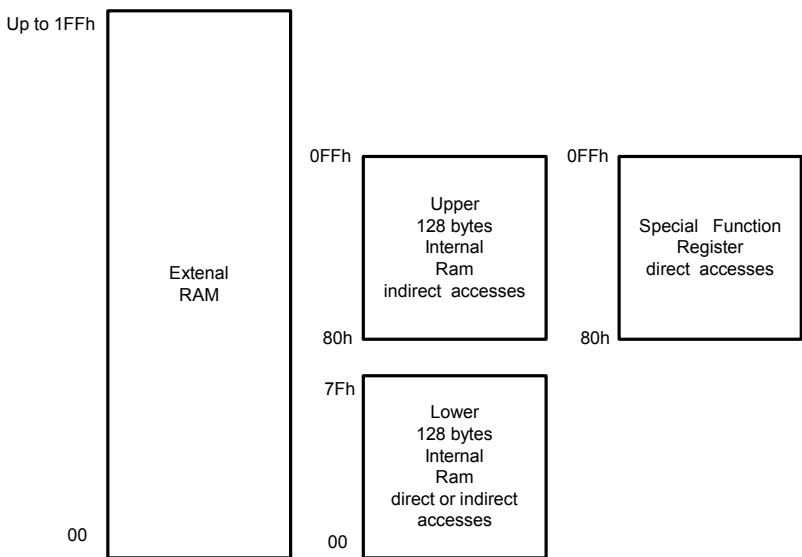 Up to 1FFh
Extenal
RAM
00
0FFh
Upper
128 bytes
Internal
Ram
indirect accesses
80h
7Fh
Lower
128 bytes
Internal
Ram
direct or indirect
accesses
00
0FFh
Special Function
Register
direct accesses
80h